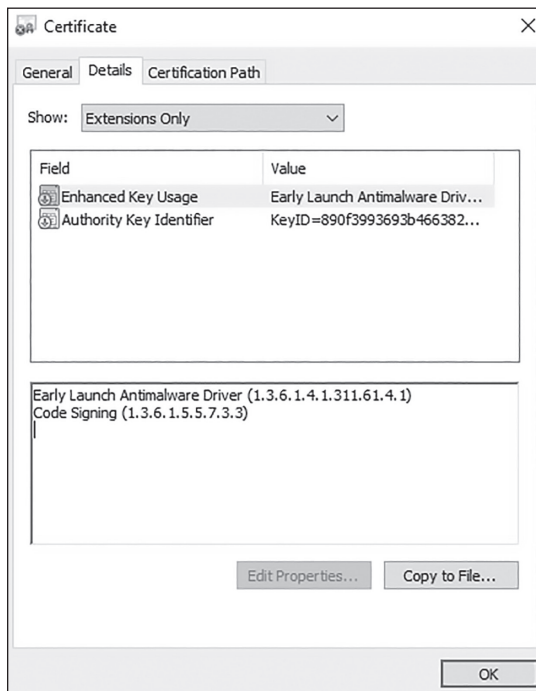 Certificate
General Details Certification Path
Show: Extensions Only
Field Value
Enhanced Key Usage Early Launch Antimalware Driv...
Authority Key Identifier KeyID=890f3993693b466382...
Early Launch Antimalware Driver (1.3.6.1.4.1.311.61.4.1)
Code Signing (1.3.6.1.5.5.7.3.3)
Edit Properties... Copy to File...
OK